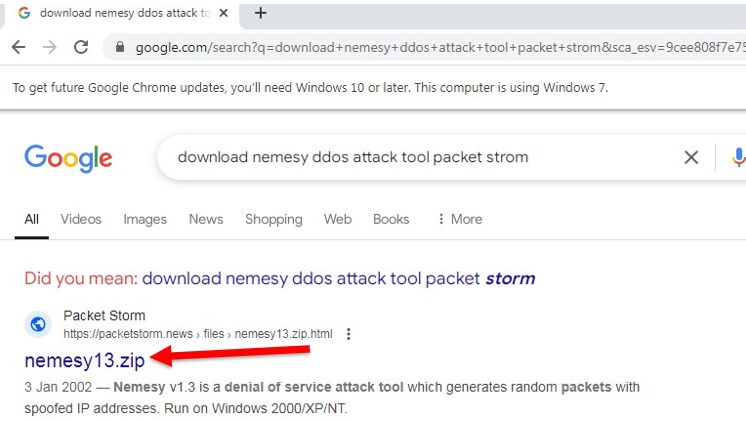 download nemesy ddos attack to
google.com/search?q=download+nemesy+ddos+attack+tool+packet+strom&sca_esv=9cee808f7e75
To get future Google Chrome updates, you'll need Windows 10 or later. This computer is using Windows 7.
Google
download nemesy ddos attack tool packet strom
All Videos Images News Shopping Web Books More
Did you mean: download nemesy ddos attack tool packet storm
Packet Storm
https://packetstorm.news › files › nemesy13.zip.html
nemesy13.zip
3 Jan 2002 — Nemesy v1.3 is a denial of service attack tool which generates random packets with
spoofed IP addresses. Run on Windows 2000/XP/NT.